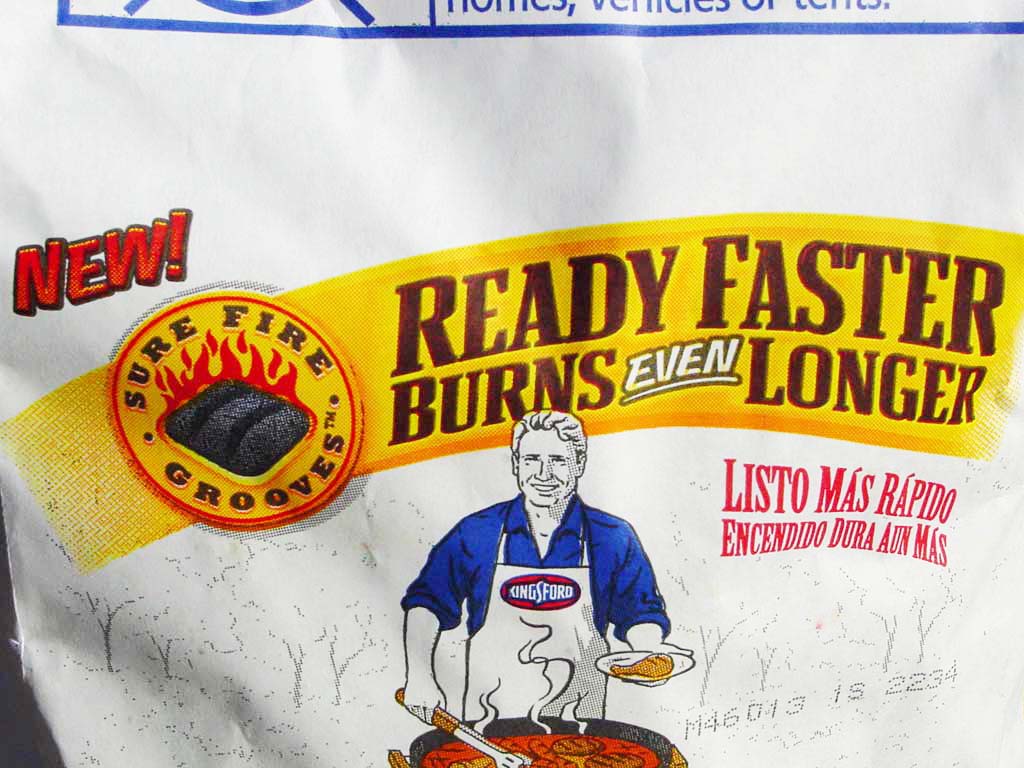 homes, vehicles or tents.
NEW!
SURE FIRE
GROOVES™
READY FASTER
BURNS EVEN LONGER
LISTO MÁS RÁPIDO
ENCENDIDO DURA AUN MÁS
KINGSFORD
M46013 18 2234